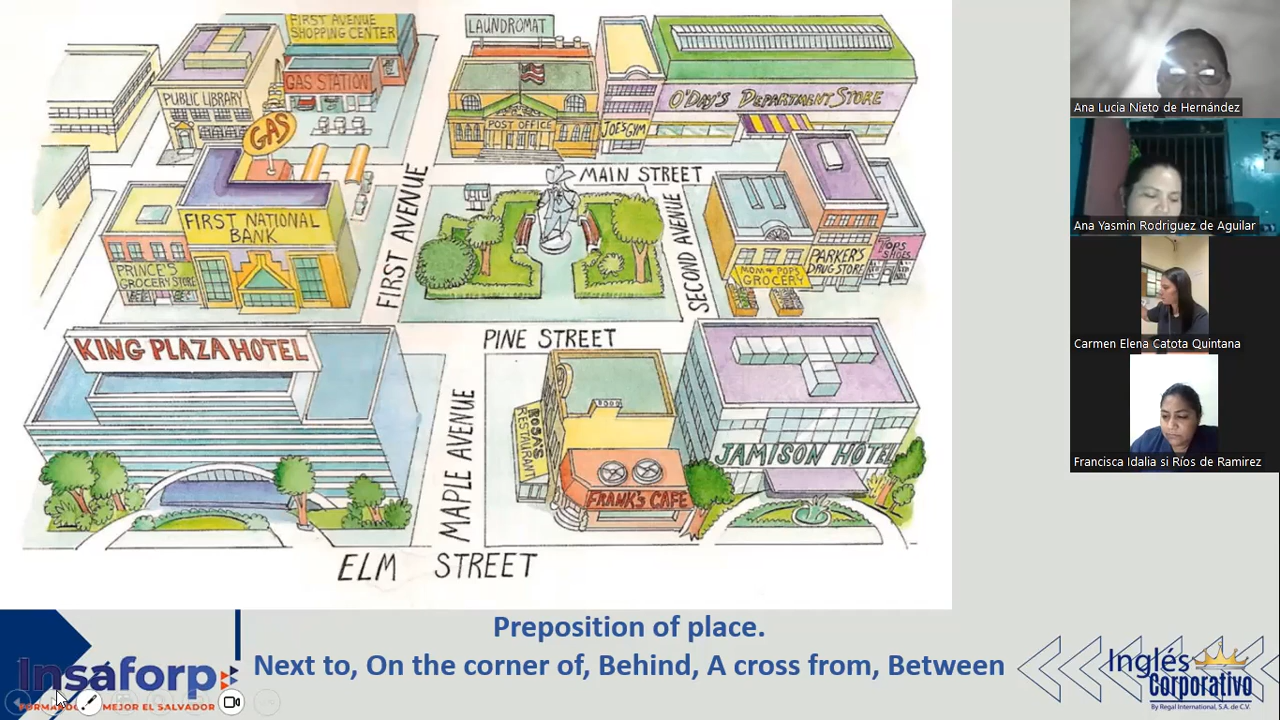 FIRST AVENUE
SHOPPING CENTER
LAUNDROMAT
GAS STATION
PUBLIC LIBRARY
GAS
POST OFFICE
JOE'S GYM
O'DAY'S DEPARTMENT STORE
MAIN STREET
FIRST AVENUE
SECOND AVENUE
FIRST NATIONAL
BANK
PRINCE'S
GROCERY STORE
MOM & POP'S
GROCERY
PARKER'S
DRUG STORE
TOPS
SHOES
KING PLAZA HOTEL
PINE STREET
MAPLE AVENUE
ROSA'S
RESTAURANT
FRANK'S CAFE
JAMISON HOTEL
ELM STREET
Preposition of place.
Next to, On the corner of, Behind, A cross from, Between
Insaforp
MEJOR EL SALVADOR
Inglés
Corporativo
By Regal International, S.A. de C.V.
Ana Lucia Nieto de Hernández
Ana Yasmin Rodriguez de Aguilar
Carmen Elena Catota Quintana
Francisca Idalia si Ríos de Ramirez